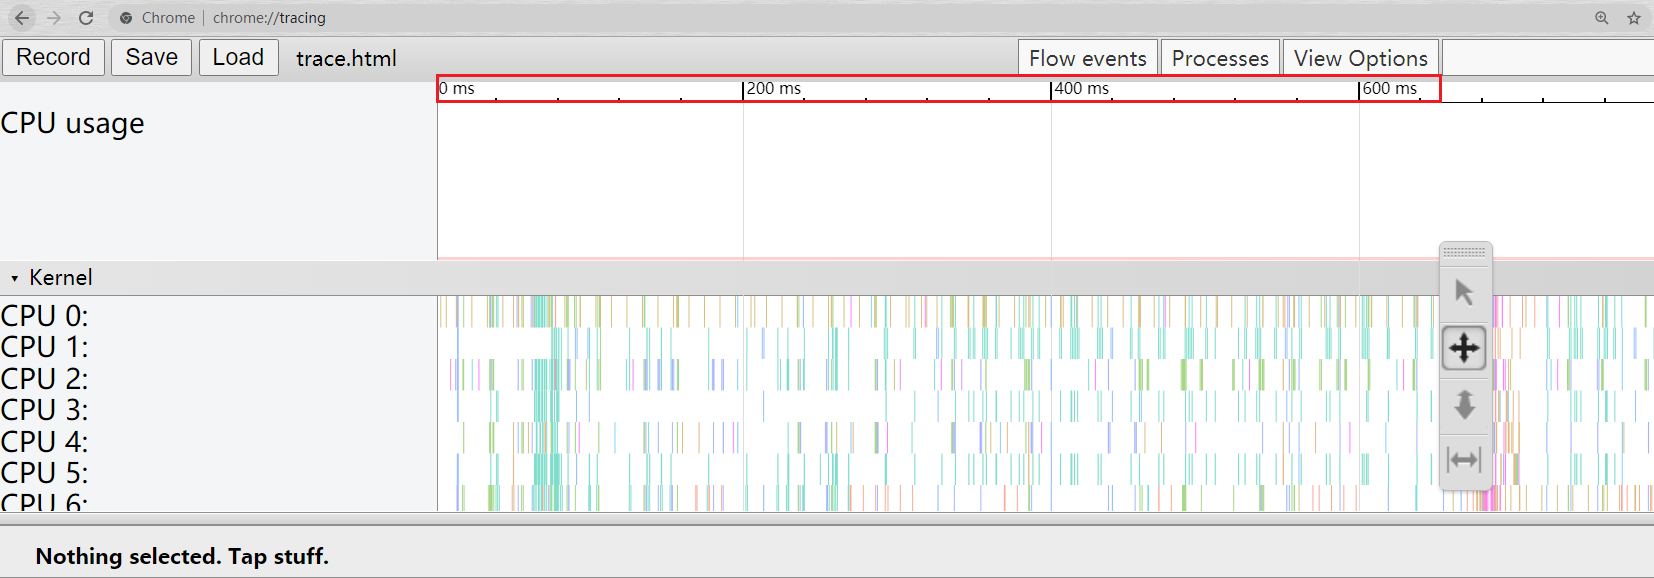 Chrome | chrome://tracing
Record Save Load trace.html Flow events Processes View Options
0 ms 200 ms 400 ms 600 ms
CPU usage
Kernel
CPU 0:
CPU 1:
CPU 2:
CPU 3:
CPU 4:
CPU 5:
CPU 6:
Nothing selected. Tap stuff.